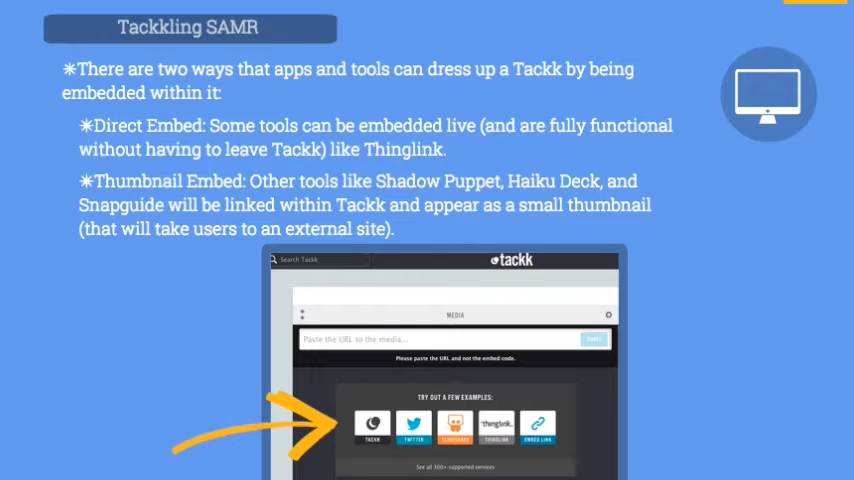 Tackkling SAMR
✴There are two ways that apps and tools can dress up a Tackk by being
embedded within it:
✴Direct Embed: Some tools can be embedded live (and are fully functional
without having to leave Tackk) like Thinglink.
✴Thumbnail Embed: Other tools like Shadow Puppet, Haiku Deck, and
Snapguide will be linked within Tackk and appear as a small thumbnail
(that will take users to an external site).
Search Tackk
tackk
MEDIA
Paste the URL to the media...
Please paste the URL and not the embed code.
TRY OUT A FEW EXAMPLES:
thinglink..
TACKK TWITTER SLIDESHARE THINGLINK EMBED LINK
See all 300+ supported services